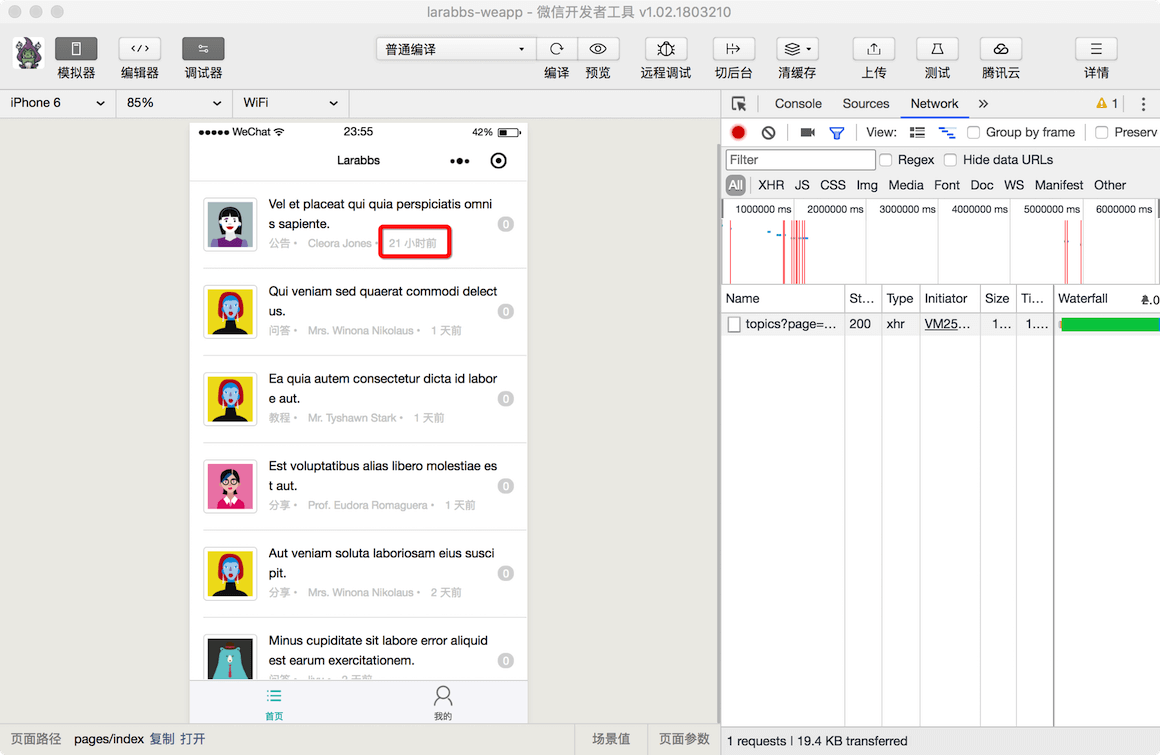 larabbs-weapp - 微信开发者工具 v1.02.1803210
普通编译
模拟器 编辑器 调试器 编译 预览 远程调试 切后台 清缓存 上传 测试 腾讯云 详情
iPhone 6 85% WiFi
Console Sources Network 1
View: Group by frame Preserv
Filter Regex Hide data URLs
All XHR JS CSS Img Media Font Doc WS Manifest Other
1000000 ms 2000000 ms 3000000 ms 4000000 ms 5000000 ms 6000000 ms
Name St... Type Initiator Size Ti... Waterfall
topics?page=... 200 xhr VM25... 1... 1....
WeChat 23:55 42%
Larabbs
Vel et placeat qui quia perspiciatis omni
s sapiente.
0
公告 • Cleora Jones • 21 小时前
Qui veniam sed quaerat commodi delect
us.
0
问答 • Mrs. Winona Nikolaus • 1 天前
Ea quia autem consectetur dicta id labor
e aut.
0
教程 • Mr. Tyshawn Stark • 1 天前
Est voluptatibus alias libero molestiae es
t aut.
0
分享 • Prof. Eudora Romaguera • 1 天前
Aut veniam soluta laboriosam eius susci
pit.
0
分享 • Mrs. Winona Nikolaus • 2 天前
Minus cupiditate sit labore error aliquid
est earum exercitationem.
0
首页 我的
页面路径 pages/index 复制 打开 场景值 页面参数
1 requests | 19.4 KB transferred